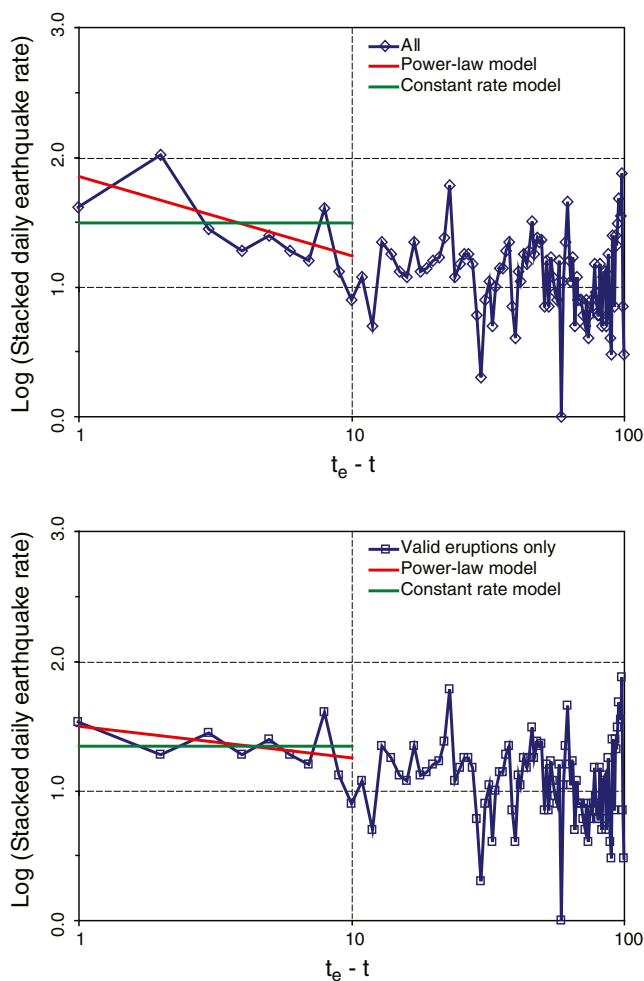 3.0
All
Power-law model
Constant rate model
2.0
1.0
0.0
Log (Stacked daily earthquake rate)
1
10
100
te - t
3.0
Valid eruptions only
Power-law model
Constant rate model
2.0
1.0
0.0
Log (Stacked daily earthquake rate)
1
10
100
te - t